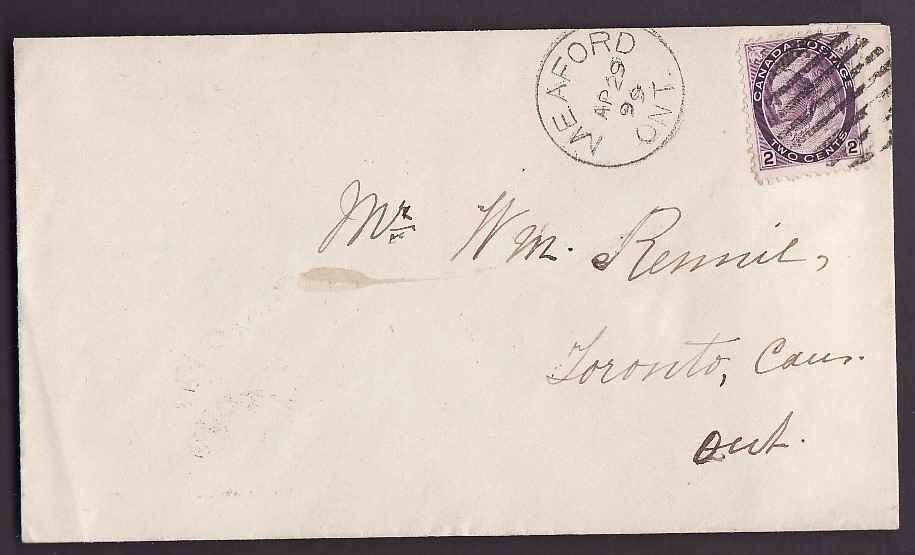 MEAFORD
AP 29
99
ONT
CANADA POSTAGE
2 TWO CENTS 2
Mr Wm. Rennie,
Toronto, Can.
Ont.